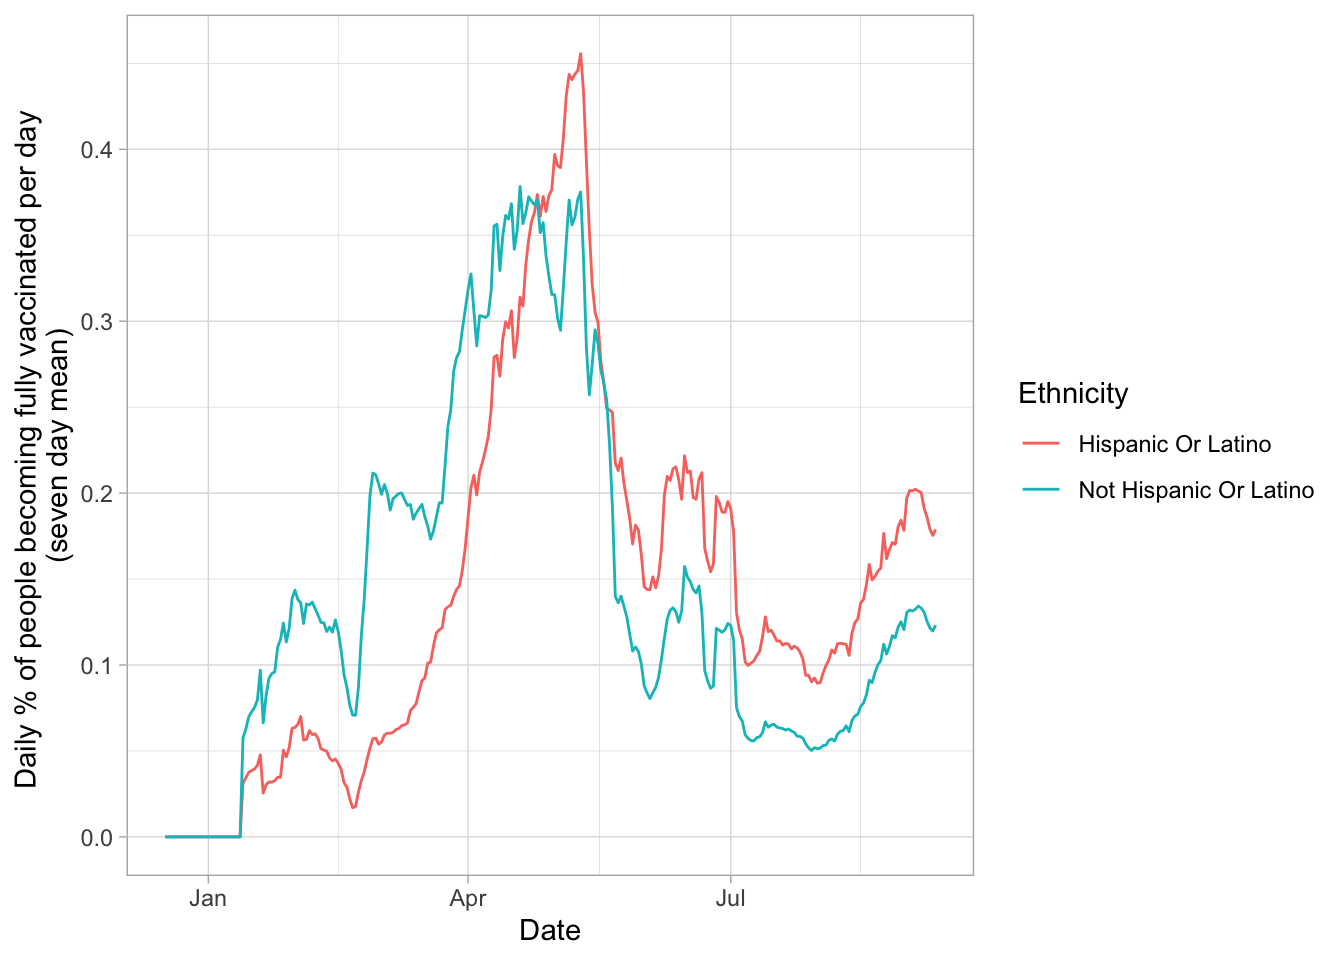 Daily % of people becoming fully vaccinated per day
(seven day mean)
0.4
0.3
0.2
0.1
0.0
Jan
Apr
Jul
Date
Ethnicity
Hispanic Or Latino
Not Hispanic Or Latino